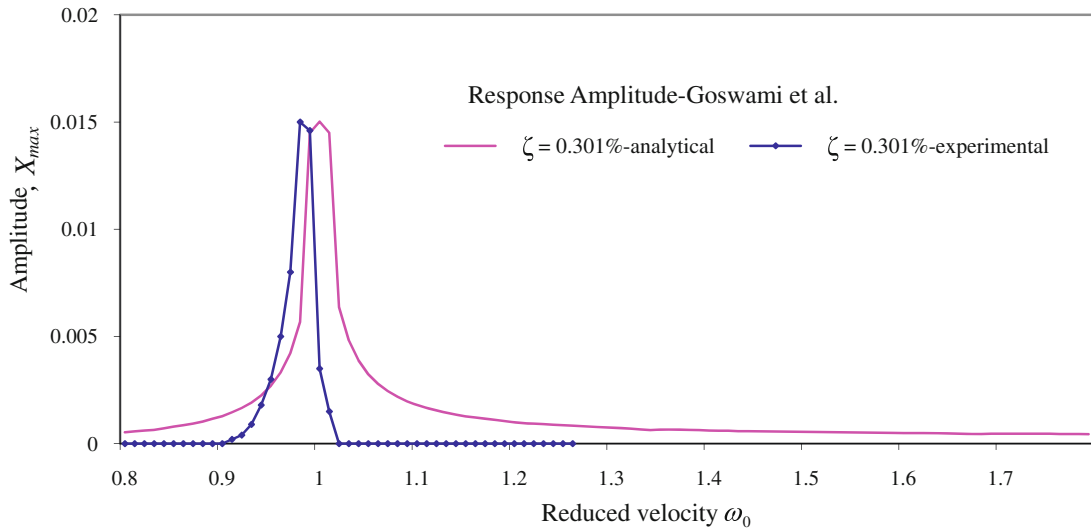 0.02
0.015
0.01
0.005
0
Amplitude, X_max
Response Amplitude-Goswami et al.
ζ = 0.301%-analytical
ζ = 0.301%-experimental
0.8 0.9 1 1.1 1.2 1.3 1.4 1.5 1.6 1.7
Reduced velocity ω₀